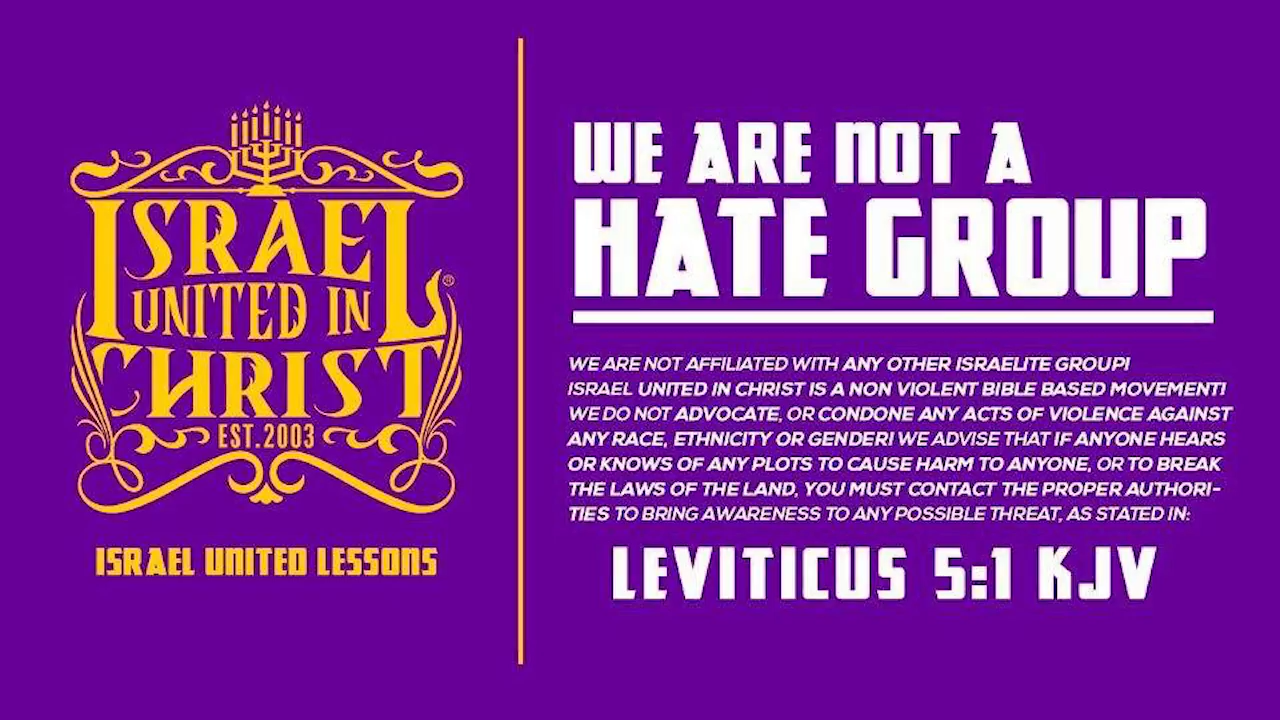 ISRAEL
UNITED IN
CHRIST
EST. 2003
ISRAEL UNITED LESSONS
WE ARE NOT A
HATE GROUP
WE ARE NOT AFFILIATED WITH ANY OTHER ISRAELITE GROUP!
ISRAEL UNITED IN CHRIST IS A NON VIOLENT BIBLE BASED MOVEMENT!
WE DO NOT ADVOCATE, OR CONDONE ANY ACTS OF VIOLENCE AGAINST
ANY RACE, ETHNICITY OR GENDER! WE ADVISE THAT IF ANYONE HEARS
OR KNOWS OF ANY PLOTS TO CAUSE HARM TO ANYONE, OR TO BREAK
THE LAWS OF THE LAND, YOU MUST CONTACT THE PROPER AUTHORI-
TIES TO BRING AWARENESS TO ANY POSSIBLE THREAT, AS STATED IN:
LEVITICUS 5:1 KJV